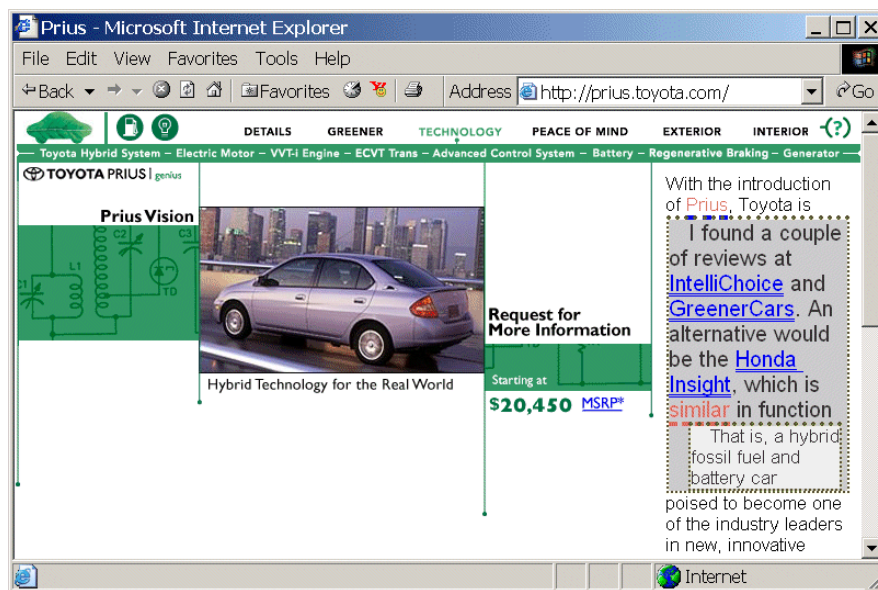 Prius - Microsoft Internet Explorer
File Edit View Favorites Tools Help
Back Favorites Address http://prius.toyota.com/ Go
DETAILS GREENER TECHNOLOGY PEACE OF MIND EXTERIOR INTERIOR (?)
Toyota Hybrid System – Electric Motor – VVT-i Engine – ECVT Trans – Advanced Control System – Battery – Regenerative Braking – Generator
TOYOTA PRIUS | genius
Prius Vision
C2
C3
L1
C1
TD
Hybrid Technology for the Real World
Request for
More Information
Starting at
$20,450 MSRP*
With the introduction
of Prius, Toyota is
I found a couple
of reviews at
IntelliChoice and
GreenerCars. An
alternative would
be the Honda
Insight, which is
similar in function
That is, a hybrid
fossil fuel and
battery car
poised to become one
of the industry leaders
in new, innovative
Internet